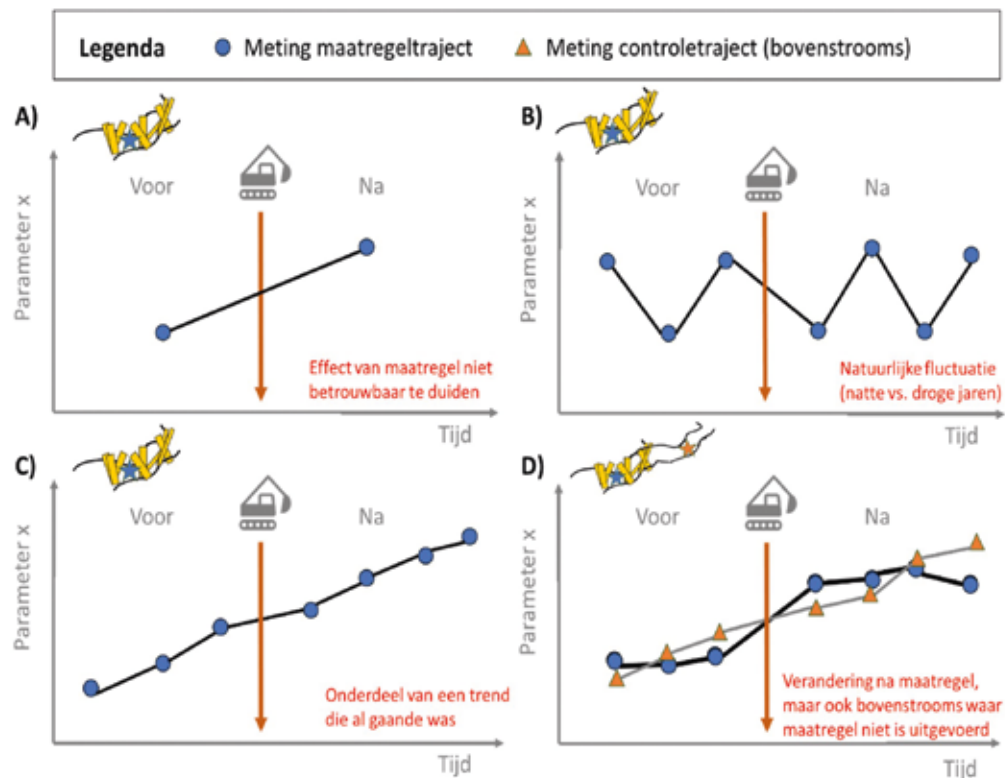 Legenda
Meting maatregeltraject
Meting controletraject (bovenstrooms)
A)
Parameter x
Voor
Na
Effect van maatregel niet
betrouwbaar te duiden
Tijd
B)
Parameter x
Voor
Na
Natuurlijke fluctuatie
(natte vs. droge jaren)
Tijd
C)
Parameter x
Voor
Na
Onderdeel van een trend
die al gaande was
Tijd
D)
Parameter x
Voor
Na
Verandering na maatregel,
maar ook bovenstrooms waar
maatregel niet is uitgevoerd
Tijd